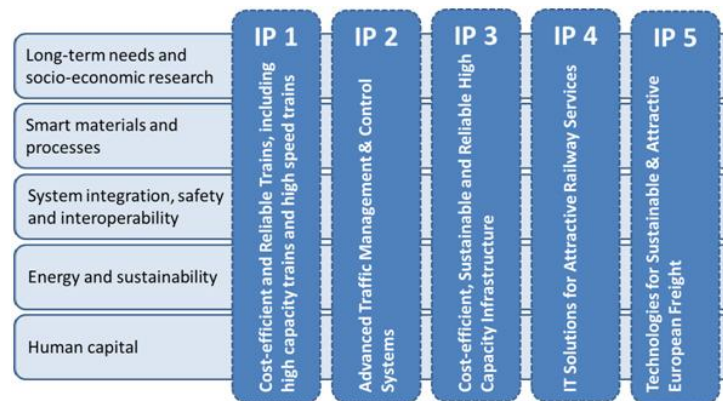 IP 1
IP 2
IP 3
IP 4
IP 5
Long-term needs and
socio-economic research
Smart materials and
processes
System integration, safety
and interoperability
Energy and sustainability
Human capital
Cost-efficient and Reliable Trains, including
high capacity trains and high speed trains
Advanced Traffic Management & Control
Systems
Cost-efficient, Sustainable and Reliable High
Capacity Infrastructure
IT Solutions for Attractive Railway Services
Technologies for Sustainable & Attractive
European Freight